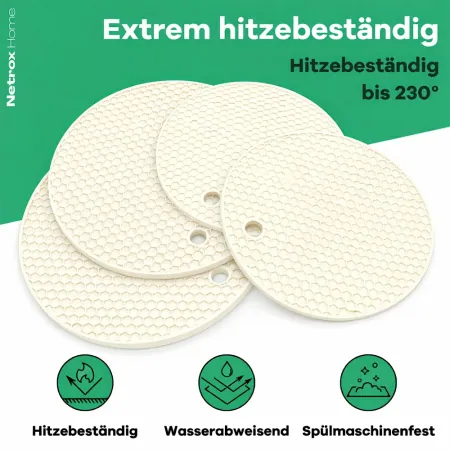 Netrox Home
Extrem hitzebeständig
Hitzebeständig
bis 230°
Hitzebeständig
Wasserabweisend
Spülmaschinenfest